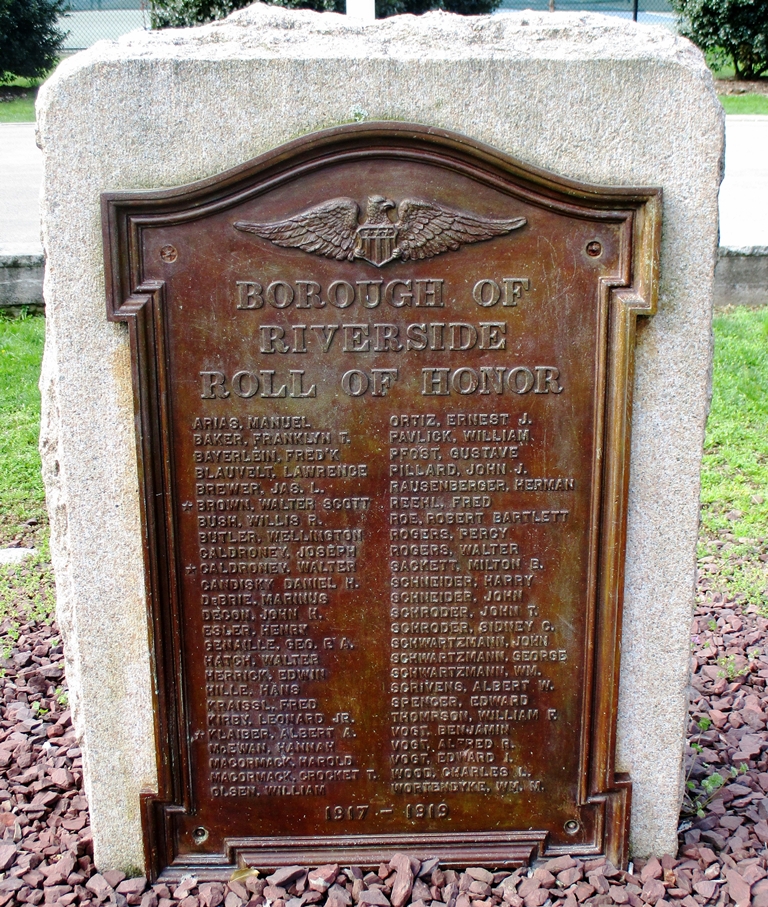 BOROUGH OF
RIVERSIDE
ROLL OF HONOR
ARIAS, MANUEL
BAKER, FRANKLYN T.
BAYERLEIN, FRED'K
BLAUVELT, LAWRENCE
BREWER, JAS. L.
* BROWN, WALTER SCOTT
BUSH, WILLIS R.
BUTLER, WELLINGTON
CALDRONEY, JOSEPH
* CALDRONEY, WALTER
CANDISKY DANIEL H.
DEBRIE, MARINUS
DECON, JOHN H.
ESLER, HENRY
GENAILLE, GEO. E A.
HATCH, WALTER
HERRICK, EDWIN
HILLE, HANS
KRAISSL, FRED
KIRBY, LEONARD JR.
* KLAIBER, ALBERT A.
MCEWAN, HANNAH
MACORMACK, HAROLD
MACORMACK, CROCKET T.
OLSEN, WILLIAM
ORTIZ, ERNEST J.
PAVLICK, WILLIAM
PFOST, GUSTAVE
PILLARD, JOHN J.
RAUSENBERGER, HERMAN
REEHL, FRED
ROE, ROBERT BARTLETT
ROGERS, PERCY
ROGERS, WALTER
SACKETT, MILTON E.
SCHNEIDER, HARRY
SCHNEIDER, JOHN
SCHRODER, JOHN T.
SCHRODER, SIDNEY C.
SCHWARTZMANN, JOHN
SCHWARTZMANN, GEORGE
SCHWARTZMANN, WM.
SCRIVENS, ALBERT W.
SPENCER, EDWARD
THOMPSON, WILLIAM F.
VOGT, BENJAMIN
VOGT, ALFRED R.
VOGT, EDWARD J.
WOOD, CHARLES L.
WORTENDYKE, WM. M.
1917 - 1919